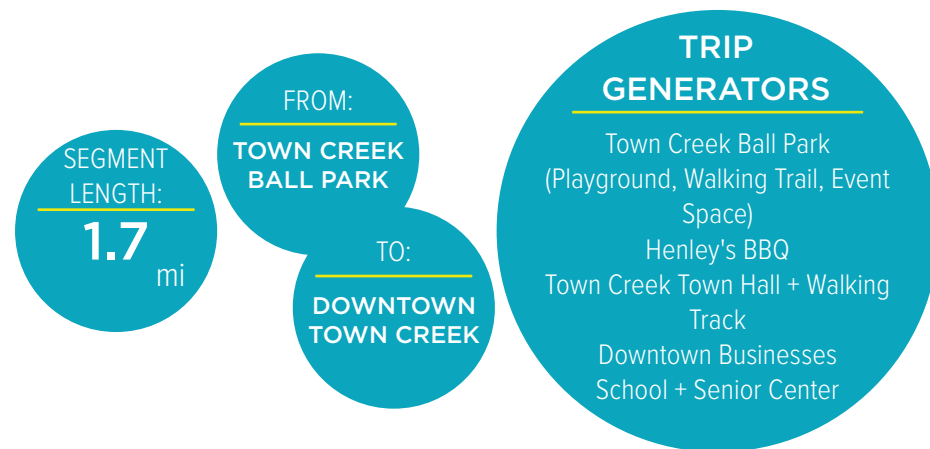 SEGMENT
LENGTH:
1.7
mi
FROM:
TOWN CREEK
BALL PARK
TO:
DOWNTOWN
TOWN CREEK
TRIP
GENERATORS
Town Creek Ball Park
(Playground, Walking Trail, Event
Space)
Henley's BBQ
Town Creek Town Hall + Walking
Track
Downtown Businesses
School + Senior Center